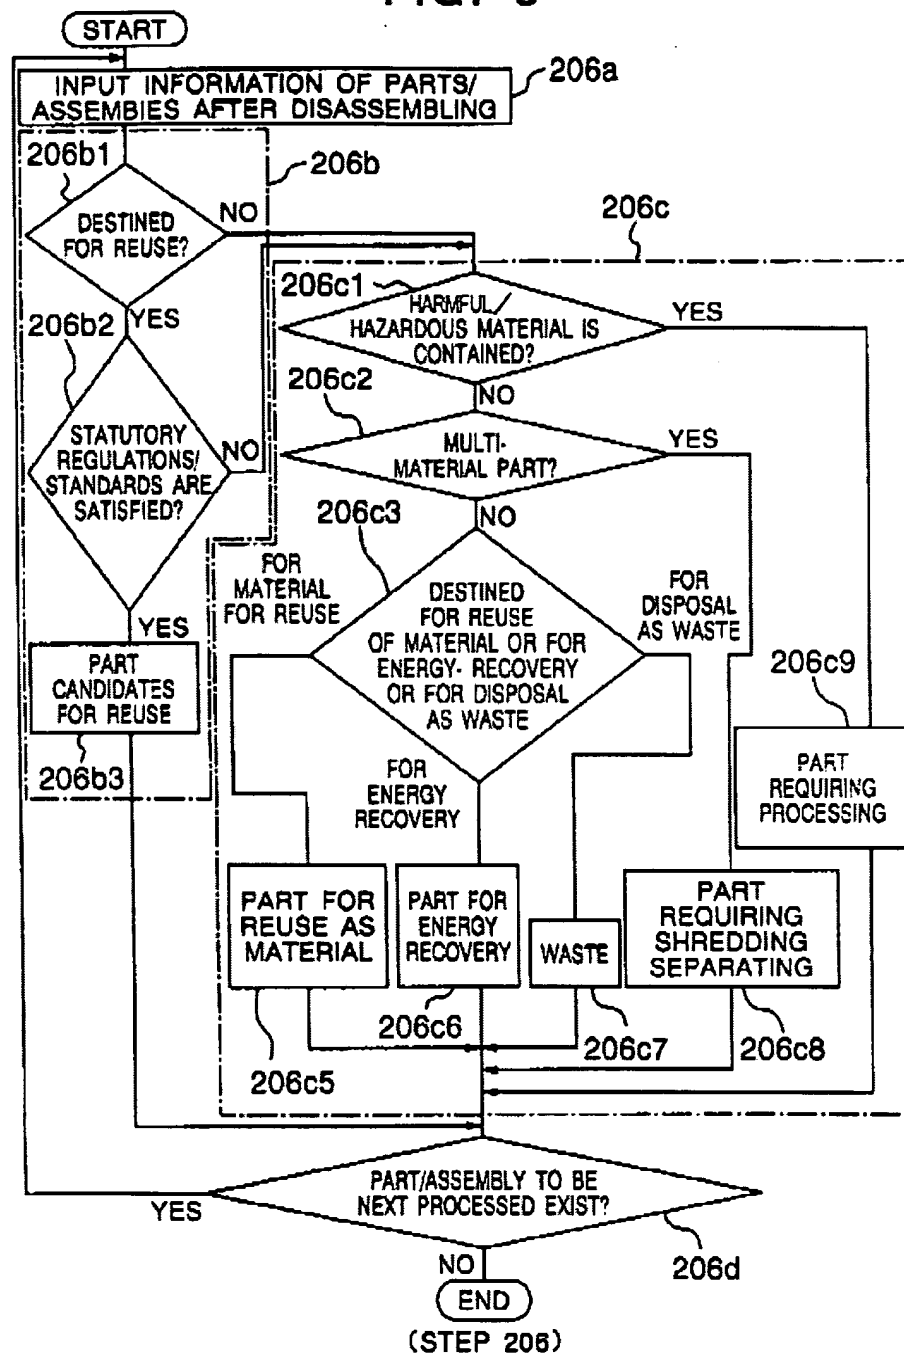 START
206a
INPUT INFORMATION OF PARTS/
ASSEMBIES AFTER DISASSEMBLING
206b1
206b
DESTINED
FOR REUSE?
NO
YES
206c
206c1
HARMFUL/
HAZARDOUS MATERIAL IS
CONTAINED?
YES
NO
206b2
STATUTORY
REGULATIONS/
STANDARDS ARE
SATISFIED?
NO
YES
206c2
MULTI-
MATERIAL PART?
YES
NO
206c3
FOR
MATERIAL
FOR REUSE
DESTINED
FOR REUSE
OF MATERIAL OR FOR
ENERGY- RECOVERY
OR FOR DISPOSAL
AS WASTE
FOR
DISPOSAL
AS WASTE
PART
CANDIDATES
FOR REUSE
206b3
FOR
ENERGY
RECOVERY
206c9
PART
REQUIRING
PROCESSING
PART FOR
REUSE AS
MATERIAL
PART FOR
ENERGY
RECOVERY
WASTE
PART
REQUIRING
SHREDDING
SEPARATING
206c5
206c6
206c7
206c8
PART/ASSEMBLY TO BE
NEXT PROCESSED EXIST?
YES
206d
NO
END
(STEP 206)